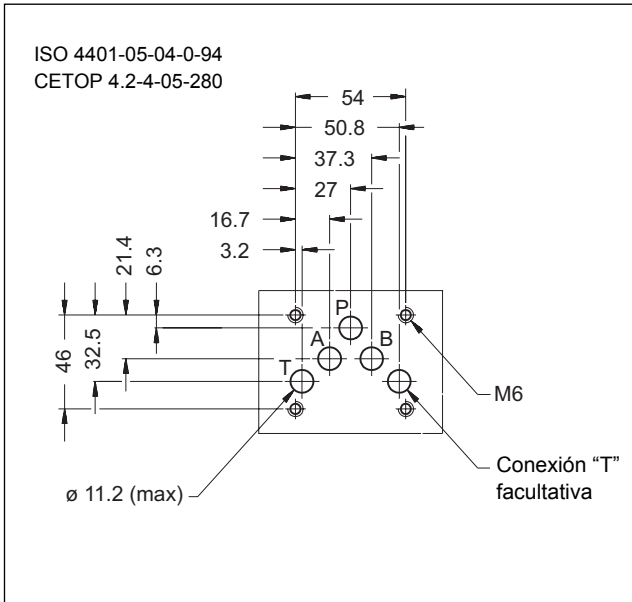 ISO 4401-05-04-0-94
CETOP 4.2-4-05-280
54
50.8
37.3
27
16.7
3.2
21.4
6.3
46
32.5
P
A
B
T
M6
ø 11.2 (max)
Conexión “T”
facultativa